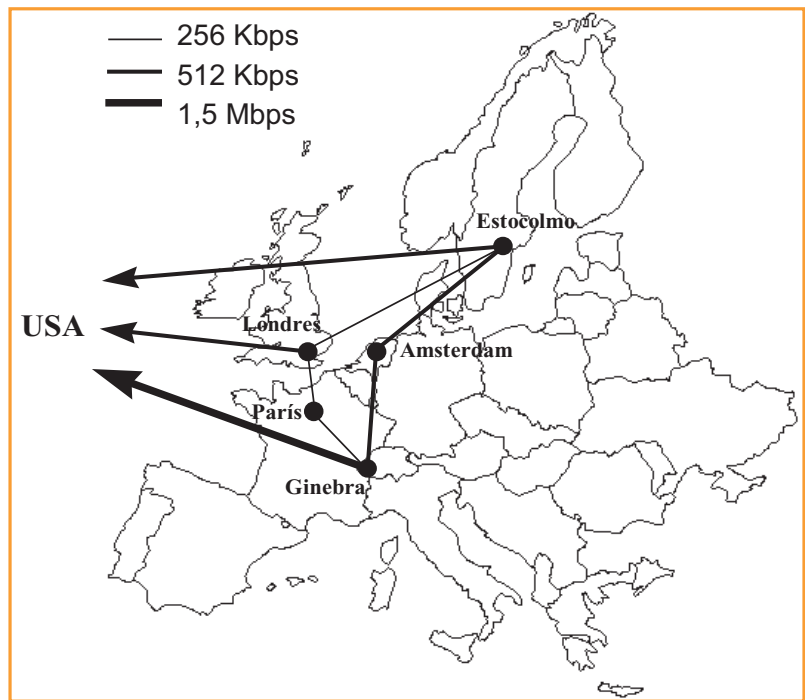 256 Kbps
512 Kbps
1,5 Mbps
Estocolmo
USA
Londres
Amsterdam
París
Ginebra